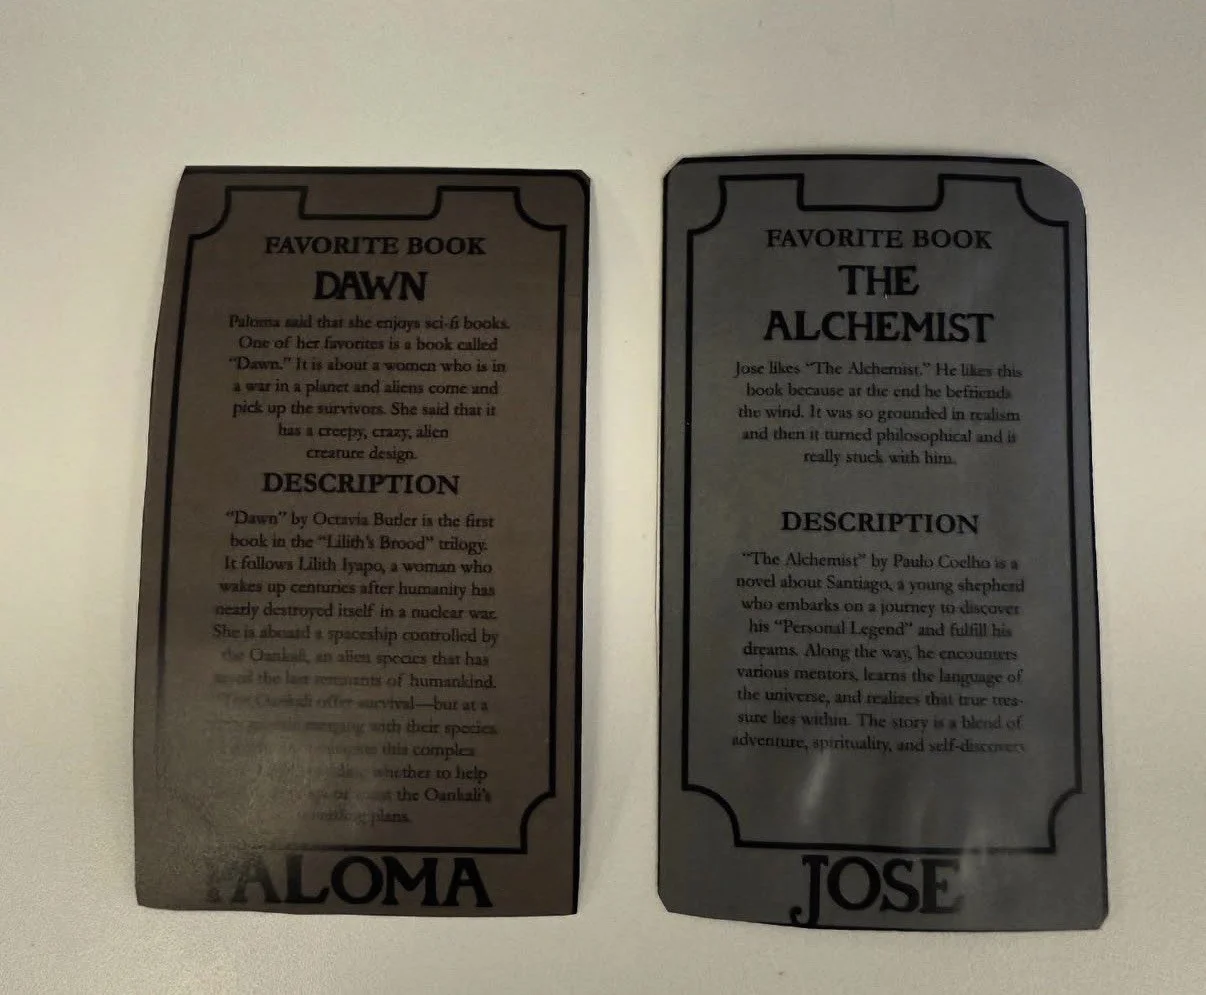 FAVORITE BOOK
DAWN
Paloma said that she enjoys sci-fi books.
One of her favorites is a book called
“Dawn.” It is about a women who is in
a war in a planet and aliens come and
pick up the survivors. She said that it
has a creepy, crazy, alien
creature design.
DESCRIPTION
“Dawn” by Octavia Butler is the first
book in the “Lilith’s Brood” trilogy.
It follows Lilith Iyapo, a woman who
wakes up centuries after humanity has
nearly destroyed itself in a nuclear war.
She is aboard a spaceship controlled by
the Oankali, an alien species that has
saved the last remnants of humankind.
The Oankali offer survival—but at a
merging with their species
this complex
whether to help
the Oankali’s
plans.
PALOMA
FAVORITE BOOK
THE
ALCHEMIST
Jose likes “The Alchemist.” He likes this
book because at the end he befriends
the wind. It was so grounded in realism
and then it turned philosophical and it
really stuck with him.
DESCRIPTION
“The Alchemist” by Paulo Coelho is a
novel about Santiago, a young shepherd
who embarks on a journey to discover
his “Personal Legend” and fulfill his
dreams. Along the way, he encounters
various mentors, learns the language of
the universe, and realizes that true trea-
sure lies within. The story is a blend of
adventure, spirituality, and self-discovery
JOSE